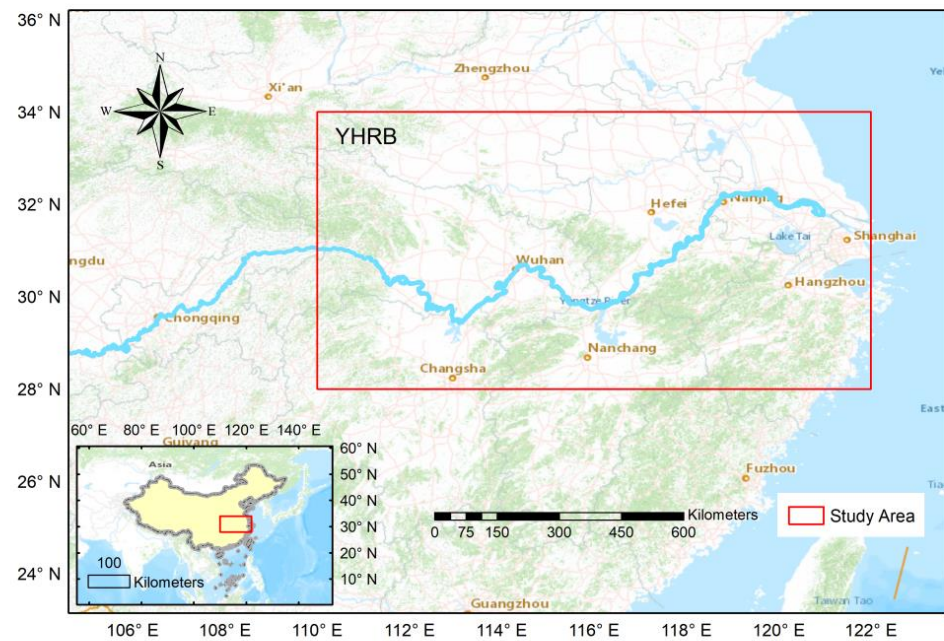 36° N
34° N
32° N
30° N
28° N
26° N
24° N
N
W
E
S
Zhengzhou
Xi'an
YHRB
Hefei
Nanjing
Lake Tai
Shanghai
Wuhan
Hangzhou
Yangtze River
Chongqing
Nanchang
Changsha
Guiyang
Fuzhou
Guangzhou
Taiwan Tao
60° E 80° E 100° E 120° E 140° E
60° N
50° N
40° N
30° N
20° N
10° N
Asia
100
Kilometers
Kilometers
0 75 150 300 450 600
Study Area
106° E 108° E 110° E 112° E 114° E 116° E 118° E 120° E 122° E